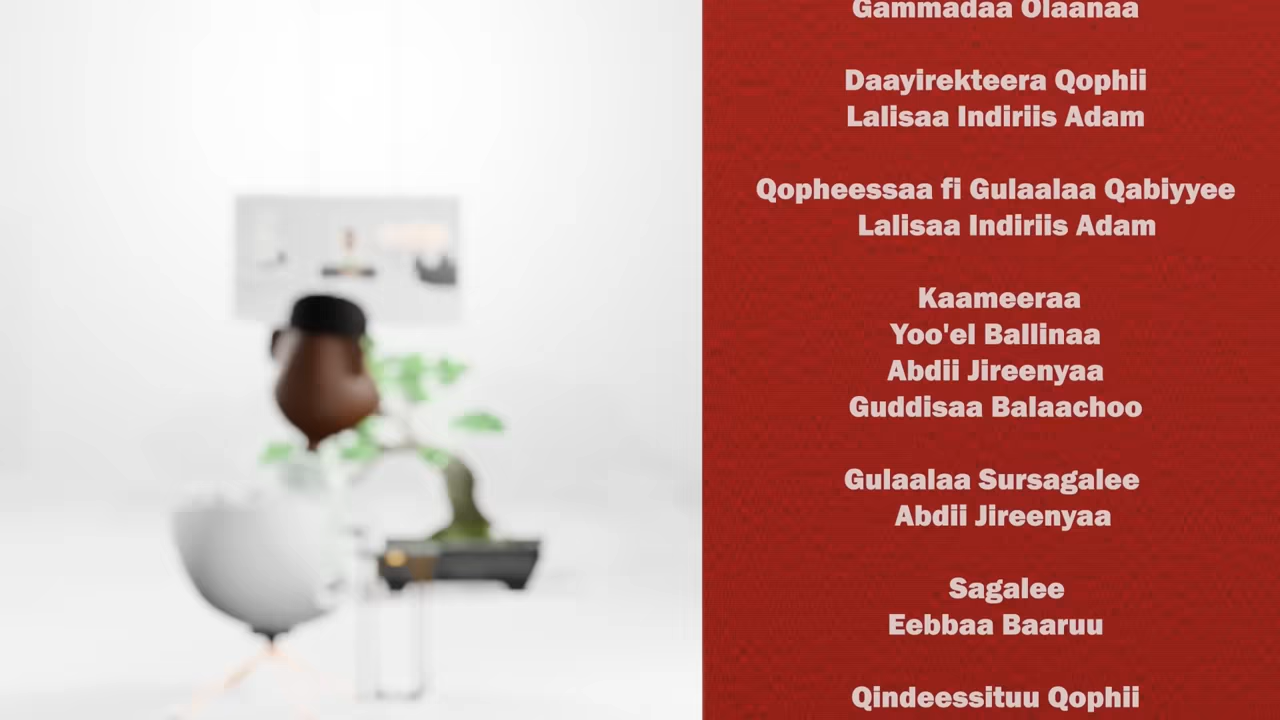 Gammadaa Olaanaa
Daayirekteera Qophii
Lalisaa Indiriis Adam
Qopheessaa fi Gulaalaa Qabiyyee
Lalisaa Indiriis Adam
Kaameeraa
Yoo'el Ballinaa
Abdii Jireenyaa
Guddisaa Balaachoo
Gulaalaa Sursagalee
Abdii Jireenyaa
Sagalee
Eebbaa Baaruu
Qindeessituu Qophii